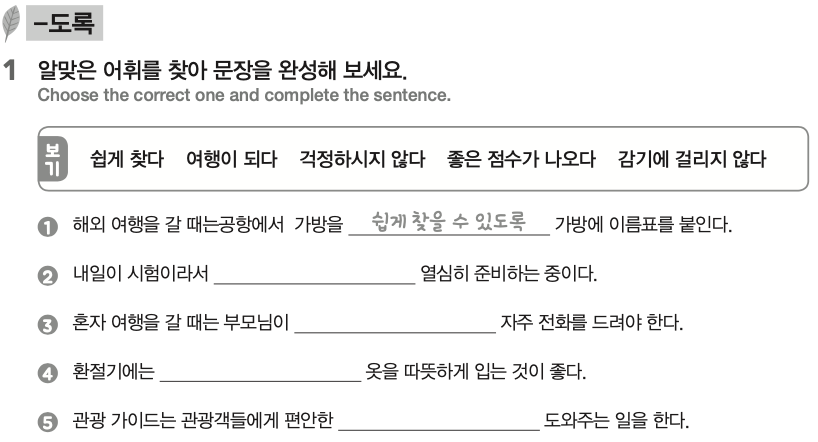 -도록
1 알맞은 어휘를 찾아 문장을 완성해 보세요.
Choose the correct one and complete the sentence.
보기 쉽게 찾다 여행이 되다 걱정하시지 않다 좋은 점수가 나오다 감기에 걸리지 않다
1 해외 여행을 갈 때는공항에서 가방을 쉽게 찾을 수 있도록 가방에 이름표를 붙인다.
2 내일이 시험이라서 ____________________ 열심히 준비하는 중이다.
3 혼자 여행을 갈 때는 부모님이 ____________________ 자주 전화를 드려야 한다.
4 환절기에는 ____________________ 옷을 따뜻하게 입는 것이 좋다.
5 관광 가이드는 관광객들에게 편안한 ____________________ 도와주는 일을 한다.